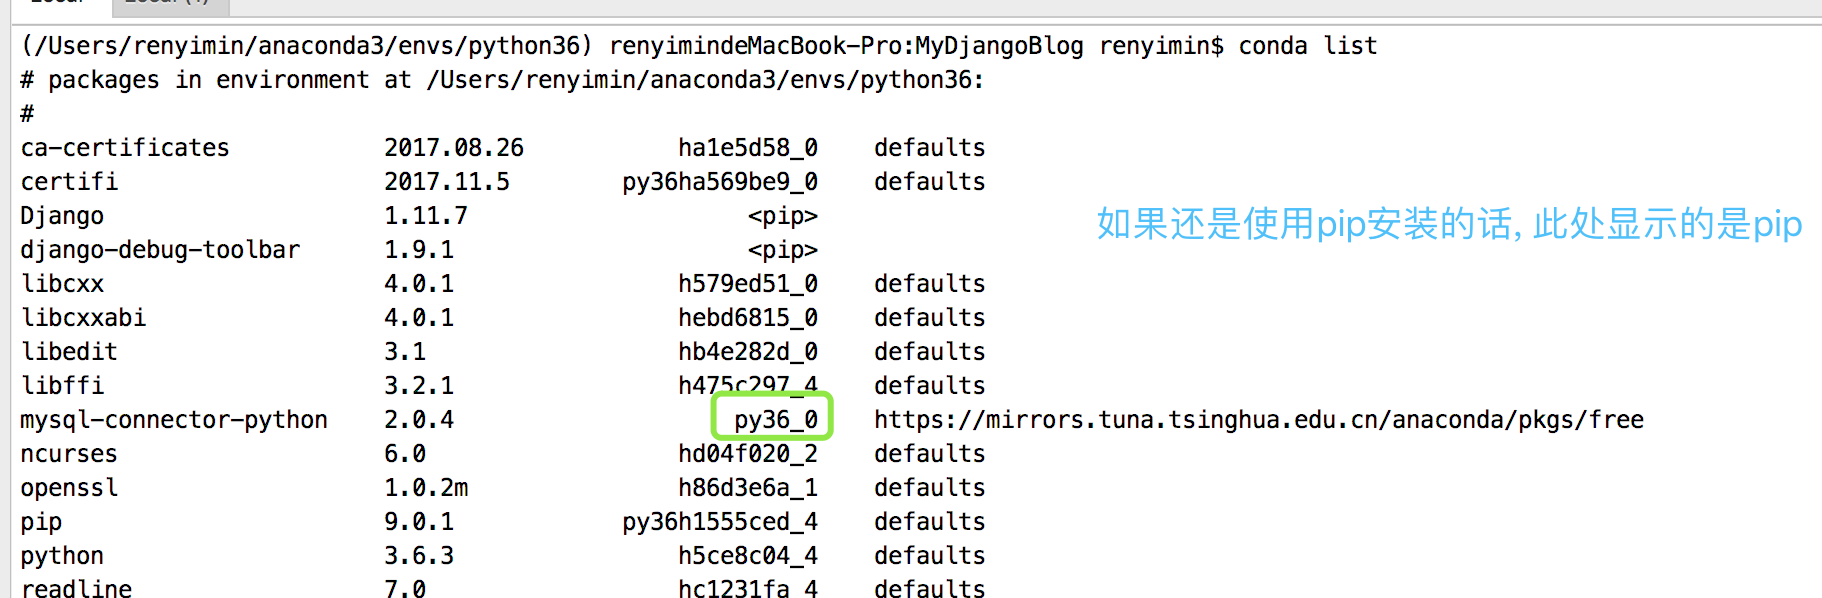 (/Users/renyimin/anaconda3/envs/python36) renyimindeMacBook-Pro:MyDjangoBlog renyimin$ conda list
# packages in environment at /Users/renyimin/anaconda3/envs/python36:
#
ca-certificates 2017.08.26 ha1e5d58_0 defaults
certifi 2017.11.5 py36ha569be9_0 defaults
Django 1.11.7 <pip>
如果还是使用pip安装的话, 此处显示的是pip
django-debug-toolbar 1.9.1 <pip>
libcxx 4.0.1 h579ed51_0 defaults
libcxxabi 4.0.1 hebd6815_0 defaults
libedit 3.1 hb4e282d_0 defaults
libffi 3.2.1 h475c297_4 defaults
mysql-connector-python 2.0.4 py36_0 https://mirrors.tuna.tsinghua.edu.cn/anaconda/pkgs/free
ncurses 6.0 hd04f020_2 defaults
openssl 1.0.2m h86d3e6a_1 defaults
pip 9.0.1 py36h1555ced_4 defaults
python 3.6.3 h5ce8c04_4 defaults
readline 7.0 hc1231fa_4 defaults